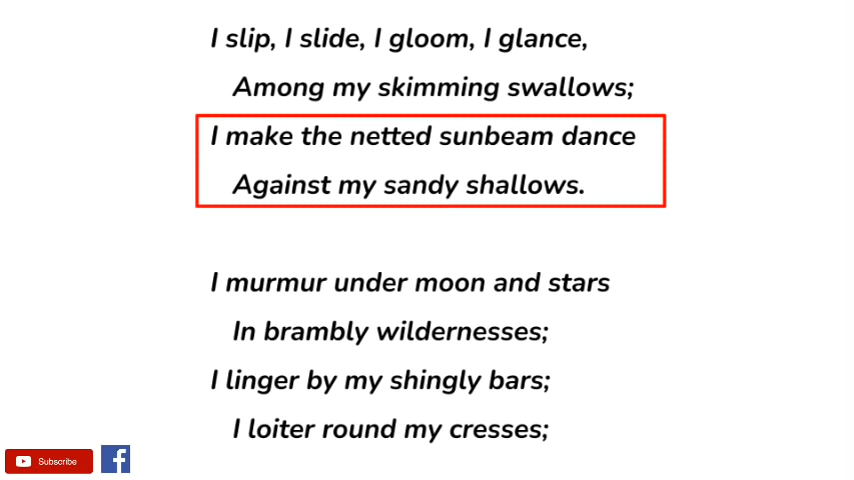 I slip, I slide, I gloom, I glance,
Among my skimming swallows;
I make the netted sunbeam dance
Against my sandy shallows.
I murmur under moon and stars
In brambly wildernesses;
I linger by my shingly bars;
I loiter round my cresses;
Subscribe